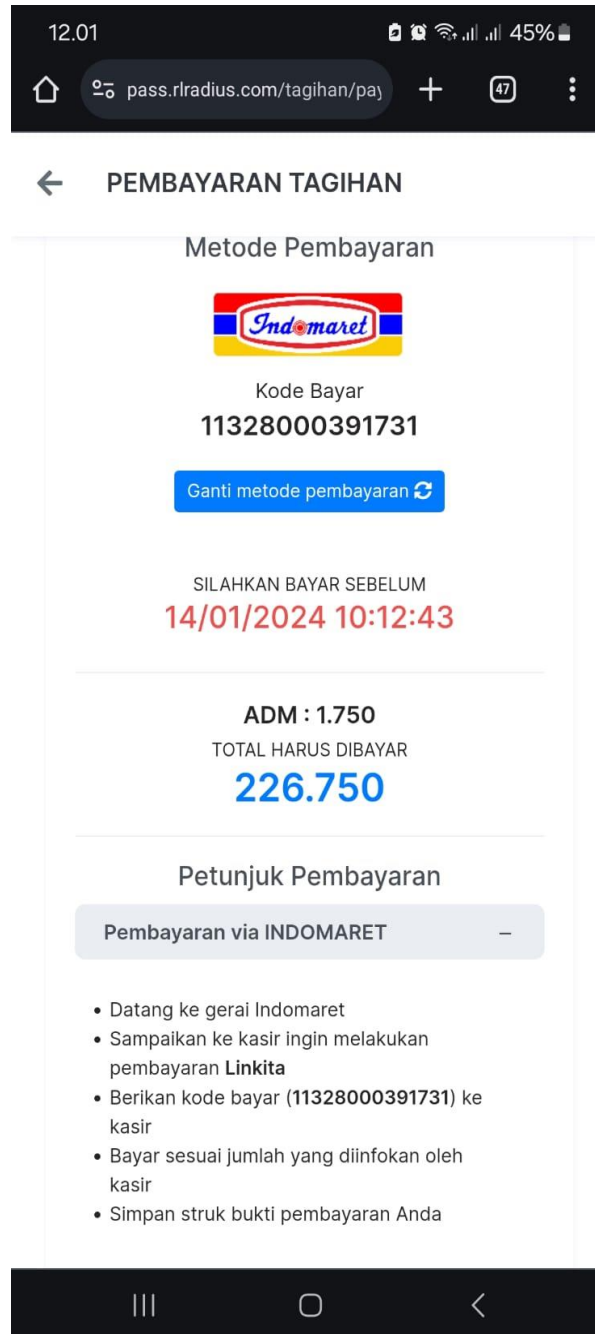 12.01
45%
pass.rlradius.com/tagihan/pay
47
PEMBAYARAN TAGIHAN
Metode Pembayaran
Indomaret
Kode Bayar
11328000391731
Ganti metode pembayaran
SILAHKAN BAYAR SEBELUM
14/01/2024 10:12:43
ADM : 1.750
TOTAL HARUS DIBAYAR
226.750
Petunjuk Pembayaran
Pembayaran via INDOMARET –
• Datang ke gerai Indomaret
• Sampaikan ke kasir ingin melakukan
pembayaran Linkita
• Berikan kode bayar (11328000391731) ke
kasir
• Bayar sesuai jumlah yang diinfokan oleh
kasir
• Simpan struk bukti pembayaran Anda